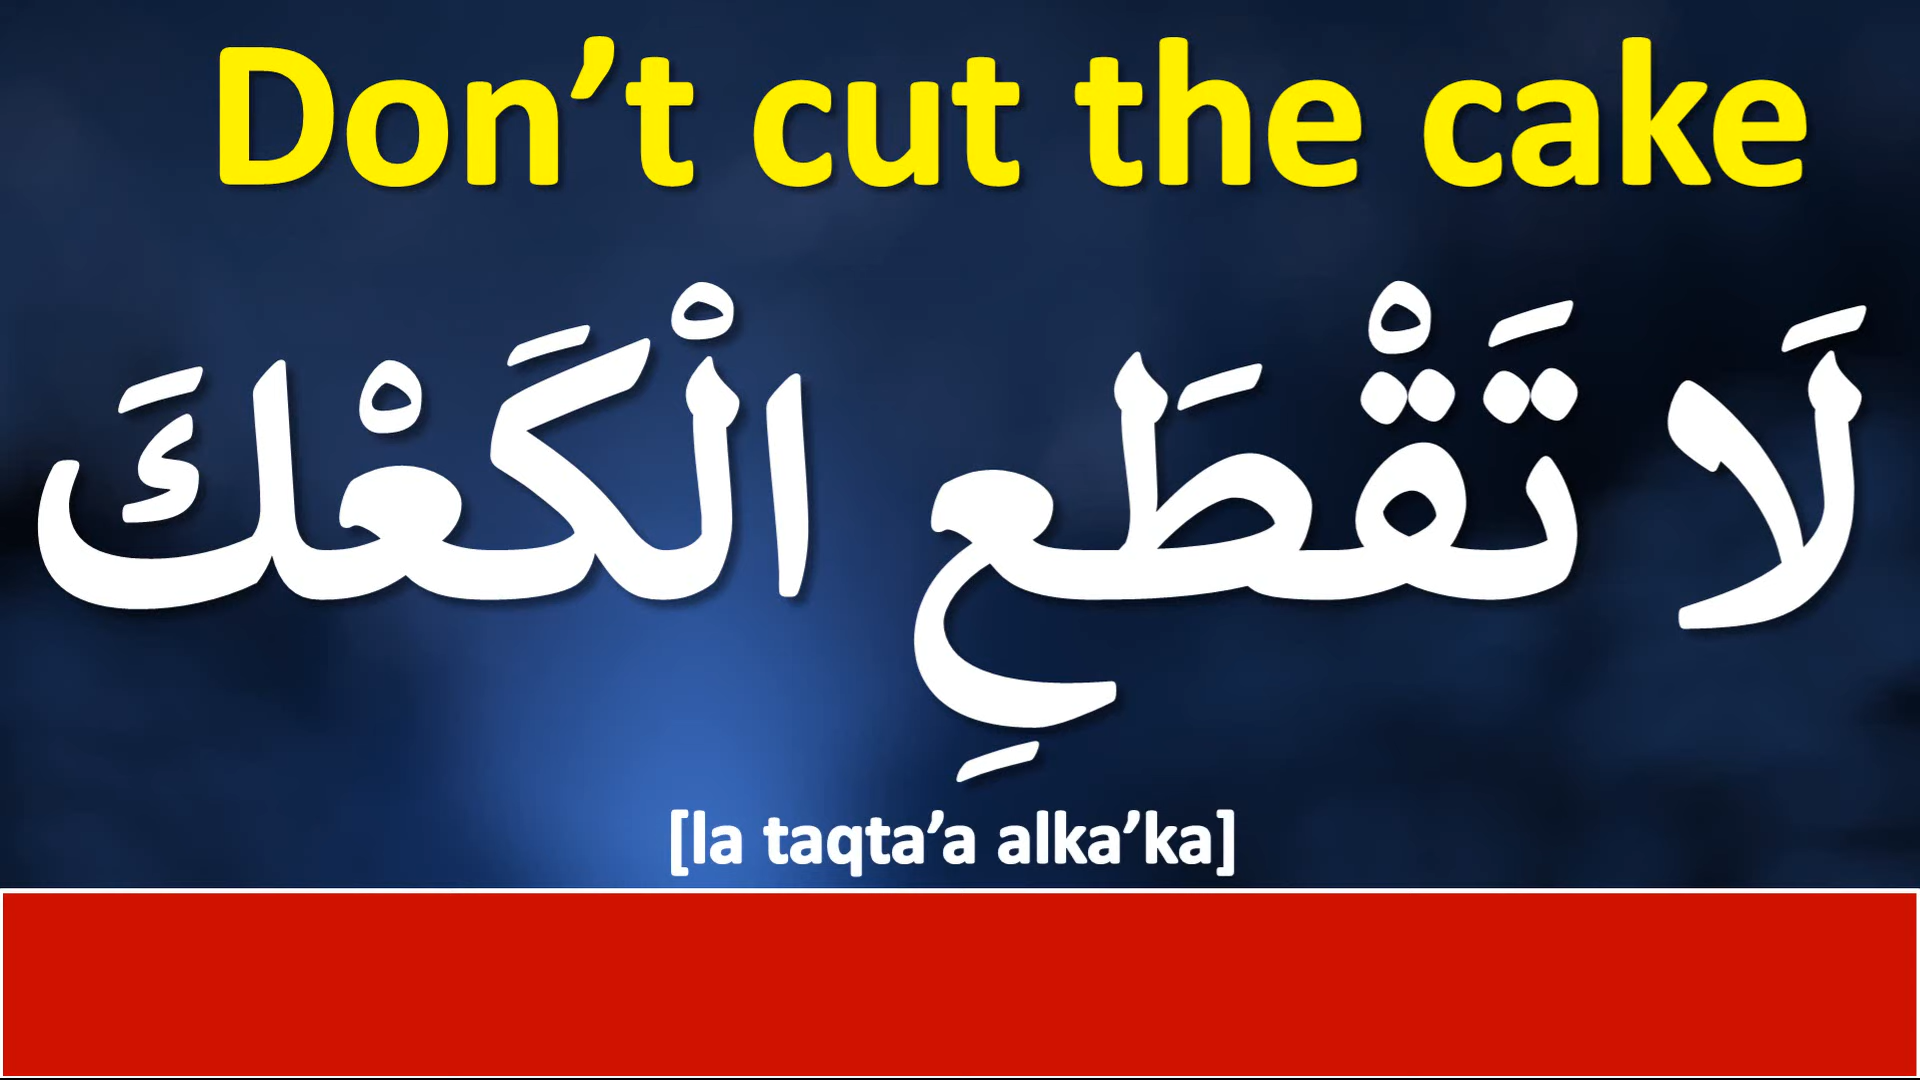 Don’t cut the cake
لَا تَقْطَعِ الْكَعْكَ
[la taqta’a alka’ka]